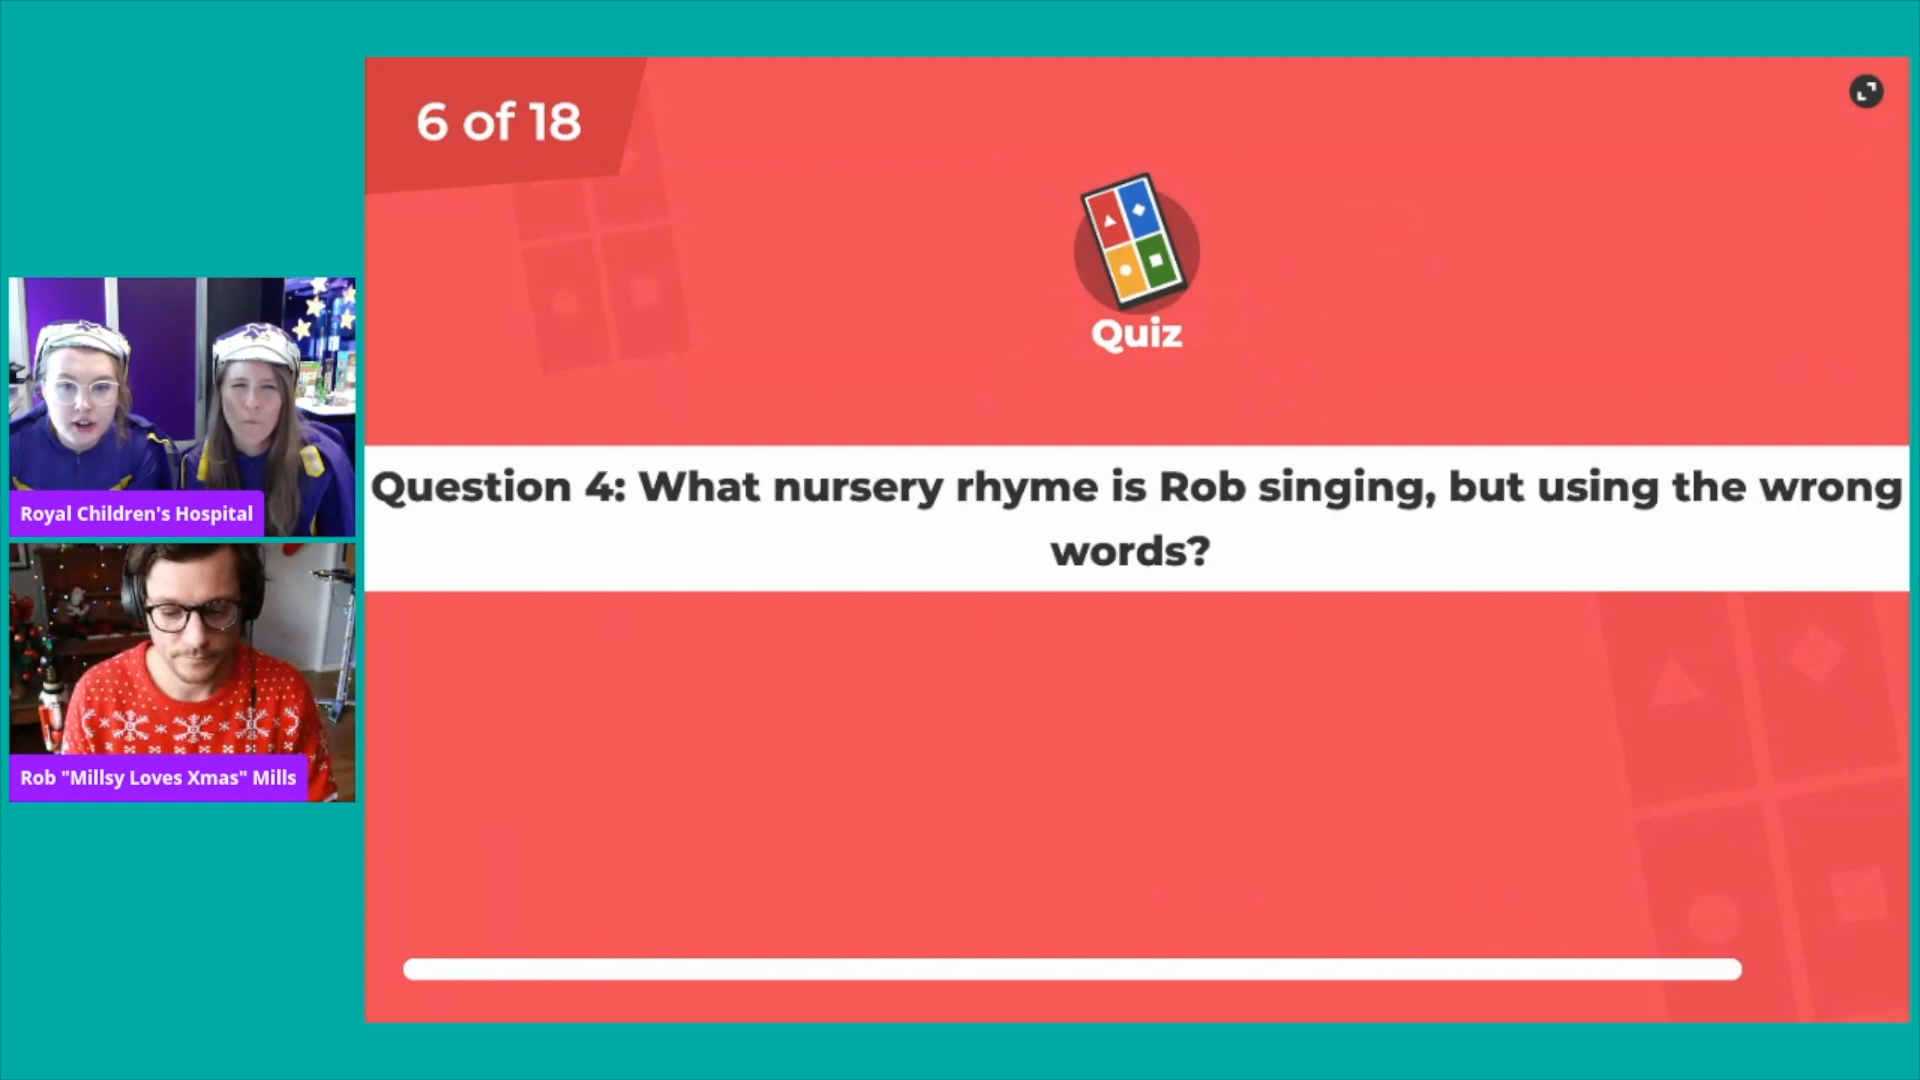 6 of 18
Quiz
Question 4: What nursery rhyme is Rob singing, but using the wrong
words?
Royal Children's Hospital
Rob "Millsy Loves Xmas" Mills